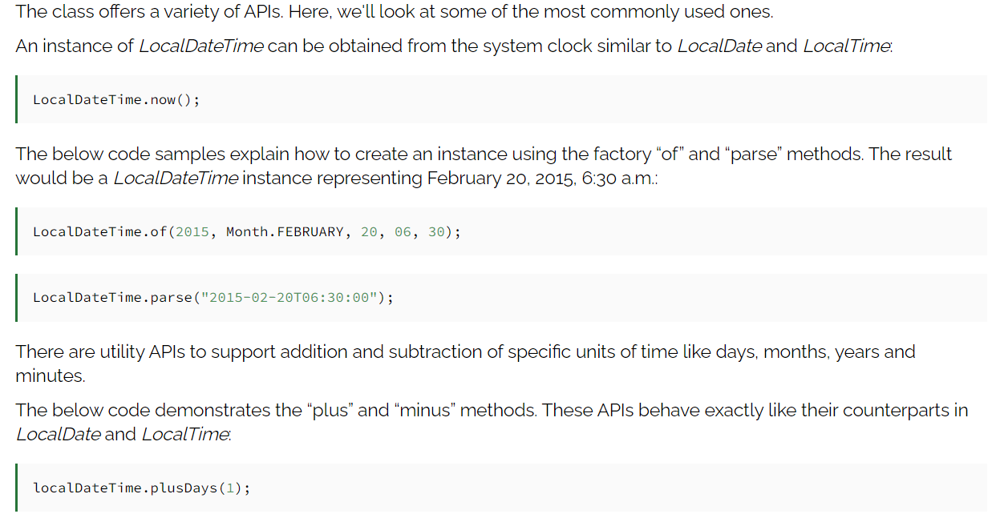 The class offers a variety of APIs. Here, we'll look at some of the most commonly used ones.
An instance of LocalDateTime can be obtained from the system clock similar to LocalDate and LocalTime:
LocalDateTime.now();
The below code samples explain how to create an instance using the factory “of” and “parse” methods. The result
would be a LocalDateTime instance representing February 20, 2015, 6:30 a.m.:
LocalDateTime.of(2015, Month.FEBRUARY, 20, 06, 30);
LocalDateTime.parse("2015-02-20T06:30:00");
There are utility APIs to support addition and subtraction of specific units of time like days, months, years and
minutes.
The below code demonstrates the “plus” and “minus” methods. These APIs behave exactly like their counterparts in
LocalDate and LocalTime:
localDateTime.plusDays(1);